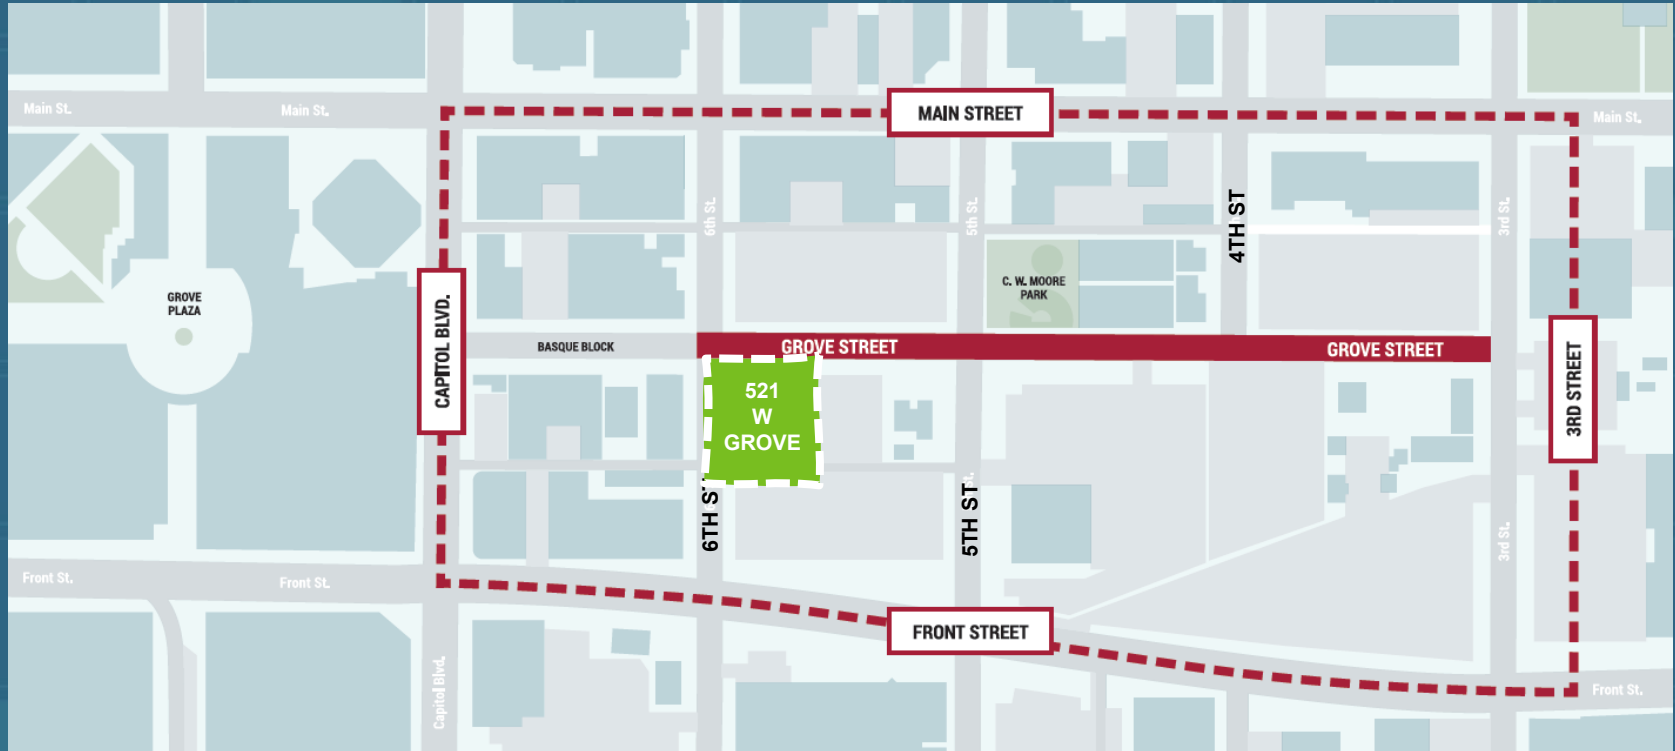 Main St.
Main St.
MAIN STREET
Main St.
6th St.
5th St.
4TH ST
3rd St.
GROVE
PLAZA
C. W. MOORE
PARK
CAPITOL BLVD.
BASQUE BLOCK
GROVE STREET
GROVE STREET
3RD STREET
521
W
GROVE
6TH ST
5TH ST
3rd St.
Front St.
Front St.
FRONT STREET
Capitol Blvd.
Front St.